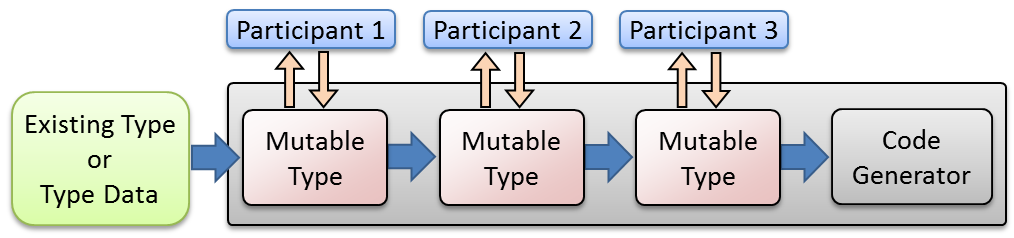 Participant 1
Participant 2
Participant 3
Existing Type
or
Type Data
Mutable
Type
Mutable
Type
Mutable
Type
Code
Generator